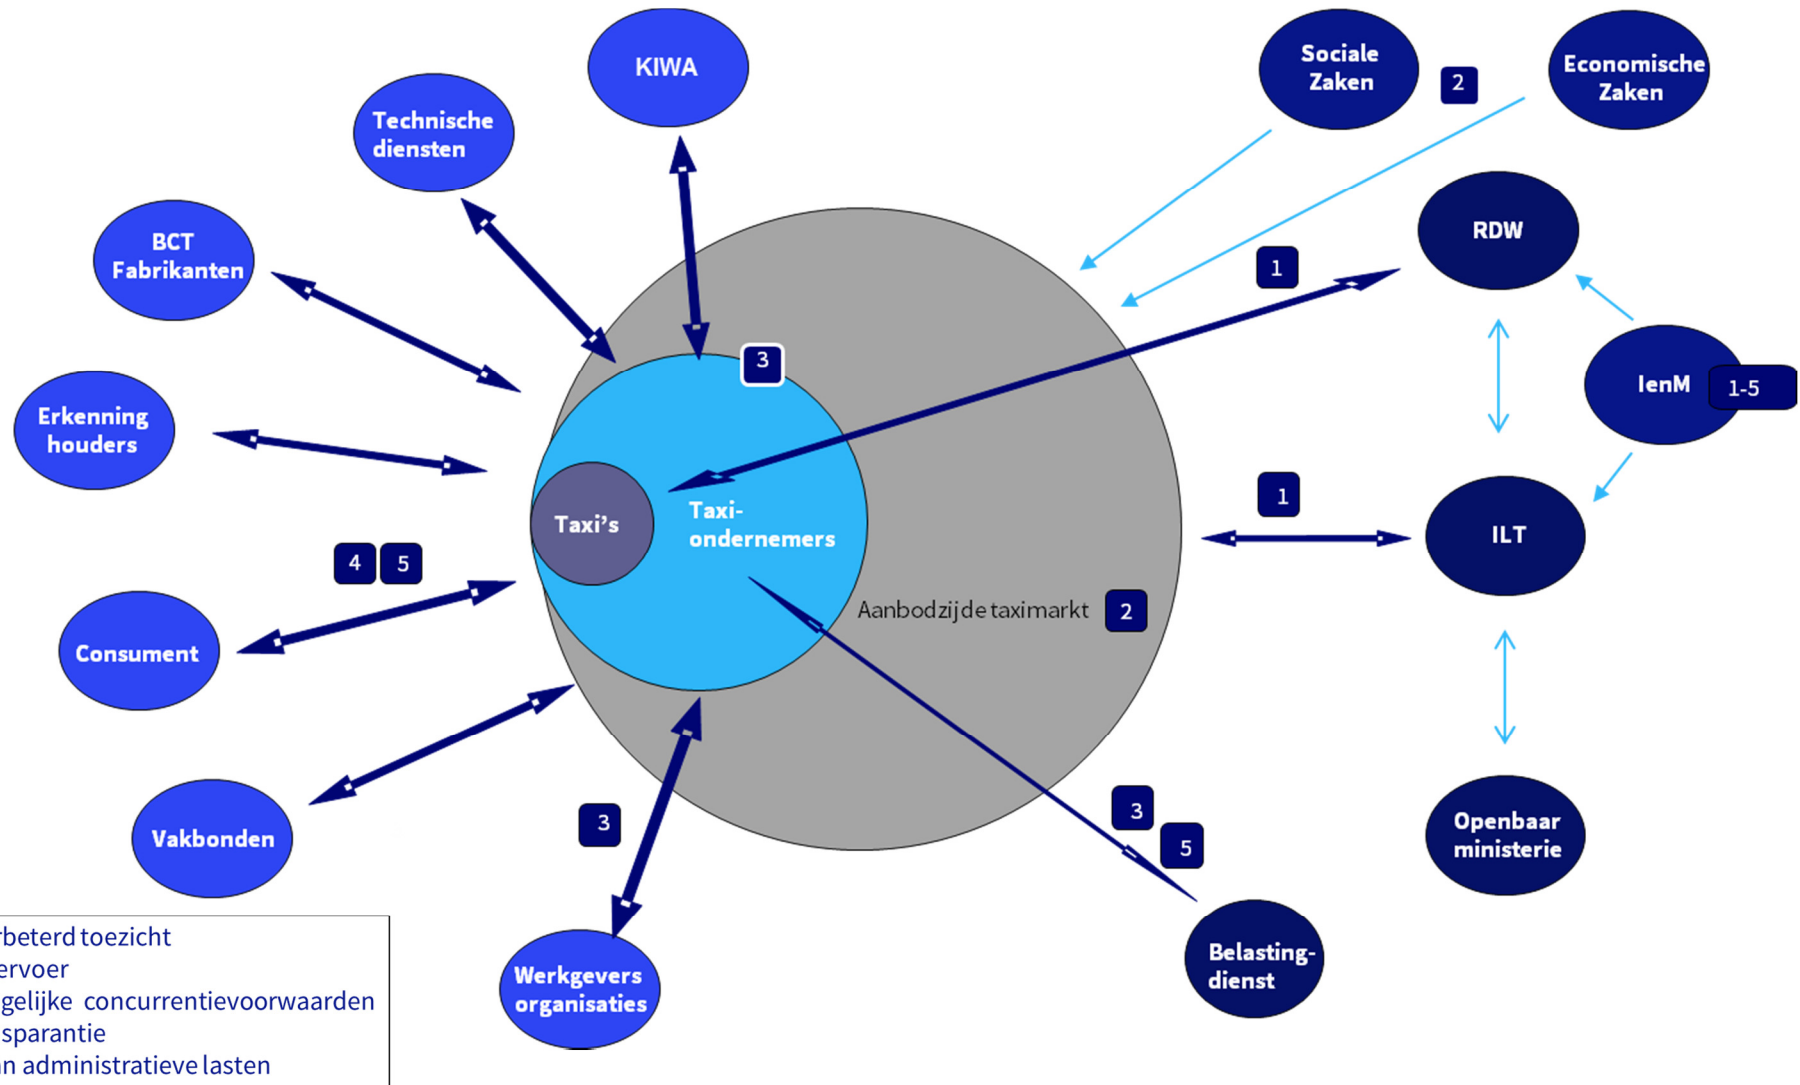 KIWA
Sociale
Zaken
2
Economische
Zaken
Technische
diensten
BCT
Fabrikanten
RDW
1
3
IenM
1-5
Erkenning
houders
1
Taxi's
Taxi-
ondernemers
ILT
4 5
Aanbodzijde taximarkt 2
Consument
3
5
Vakbonden
3
Openbaar
ministerie
Belasting-
dienst
Werkgevers
organisaties
rbeterd toezicht
ervoer
gelijke concurrentievoorwaarden
sparantie
n administratieve lasten